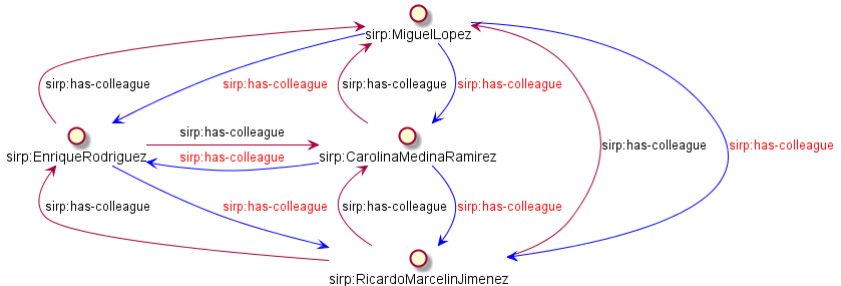 sirp:MiguelLopez
sirp:has-colleague
sirp:has-colleague
sirp:has-colleague
sirp:has-colleague
sirp:has-colleague
sirp:has-colleague
sirp:has-colleague
sirp:has-colleague
sirp:EnriqueRodriguez
sirp:CarolinaMedinaRamirez
sirp:has-colleague
sirp:has-colleague
sirp:has-colleague
sirp:has-colleague
sirp:RicardoMarcelinJimenez